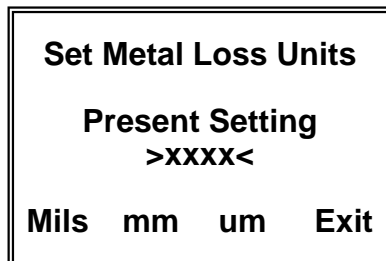 Set Metal Loss Units
Present Setting
>xxxx<
Mils mm um Exit